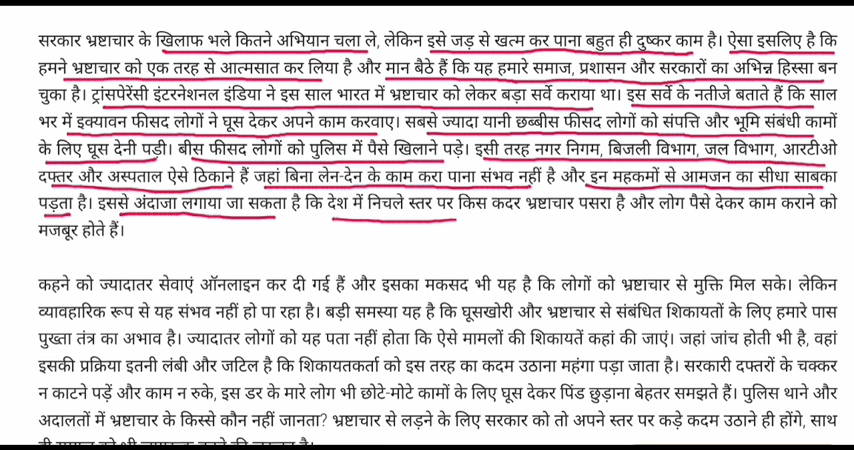 सरकार भ्रष्टाचार के खिलाफ भले कितने अभियान चला ले, लेकिन इसे जड़ से खत्म कर पाना बहुत ही दुष्कर काम है। ऐसा इसलिए है कि
हमने भ्रष्टाचार को एक तरह से आत्मसात कर लिया है और मान बैठे हैं कि यह हमारे समाज, प्रशासन और सरकारों का अभिन्न हिस्सा बन
चुका है। ट्रांसपेरेंसी इंटरनेशनल इंडिया ने इस साल भारत में भ्रष्टाचार को लेकर बड़ा सर्वे कराया था। इस सर्वे के नतीजे बताते हैं कि साल
भर में इक्यावन फीसद लोगों ने घूस देकर अपने काम करवाए। सबसे ज्यादा यानी छब्बीस फीसद लोगों को संपत्ति और भूमि संबंधी कामों
के लिए घूस देनी पड़ी। बीस फीसद लोगों को पुलिस में पैसे खिलाने पड़े। इसी तरह नगर निगम, बिजली विभाग, जल विभाग, आरटीओ
दफ्तर और अस्पताल ऐसे ठिकाने हैं जहां बिना लेन-देन के काम करा पाना संभव नहीं है और इन महकमों से आमजन का सीधा साबका
पड़ता है। इससे अंदाजा लगाया जा सकता है कि देश में निचले स्तर पर किस कदर भ्रष्टाचार पसरा है और लोग पैसे देकर काम कराने को
मजबूर होते हैं।
कहने को ज्यादातर सेवाएं ऑनलाइन कर दी गई हैं और इसका मकसद भी यह है कि लोगों को भ्रष्टाचार से मुक्ति मिल सके। लेकिन
व्यावहारिक रूप से यह संभव नहीं हो पा रहा है। बड़ी समस्या यह है कि घूसखोरी और भ्रष्टाचार से संबंधित शिकायतों के लिए हमारे पास
पुख्ता तंत्र का अभाव है। ज्यादातर लोगों को यह पता नहीं होता कि ऐसे मामलों की शिकायतें कहां की जाएं। जहां जांच होती भी है, वहां
इसकी प्रक्रिया इतनी लंबी और जटिल है कि शिकायतकर्ता को इस तरह का कदम उठाना महंगा पड़ा जाता है। सरकारी दफ्तरों के चक्कर
न काटने पड़ें और काम न रुके, इस डर के मारे लोग भी छोटे-मोटे कामों के लिए घूस देकर पिंड छुड़ाना बेहतर समझते हैं। पुलिस थाने और
अदालतों में भ्रष्टाचार के किस्से कौन नहीं जानता? भ्रष्टाचार से लड़ने के लिए सरकार को तो अपने स्तर पर कड़े कदम उठाने ही होंगे, साथ